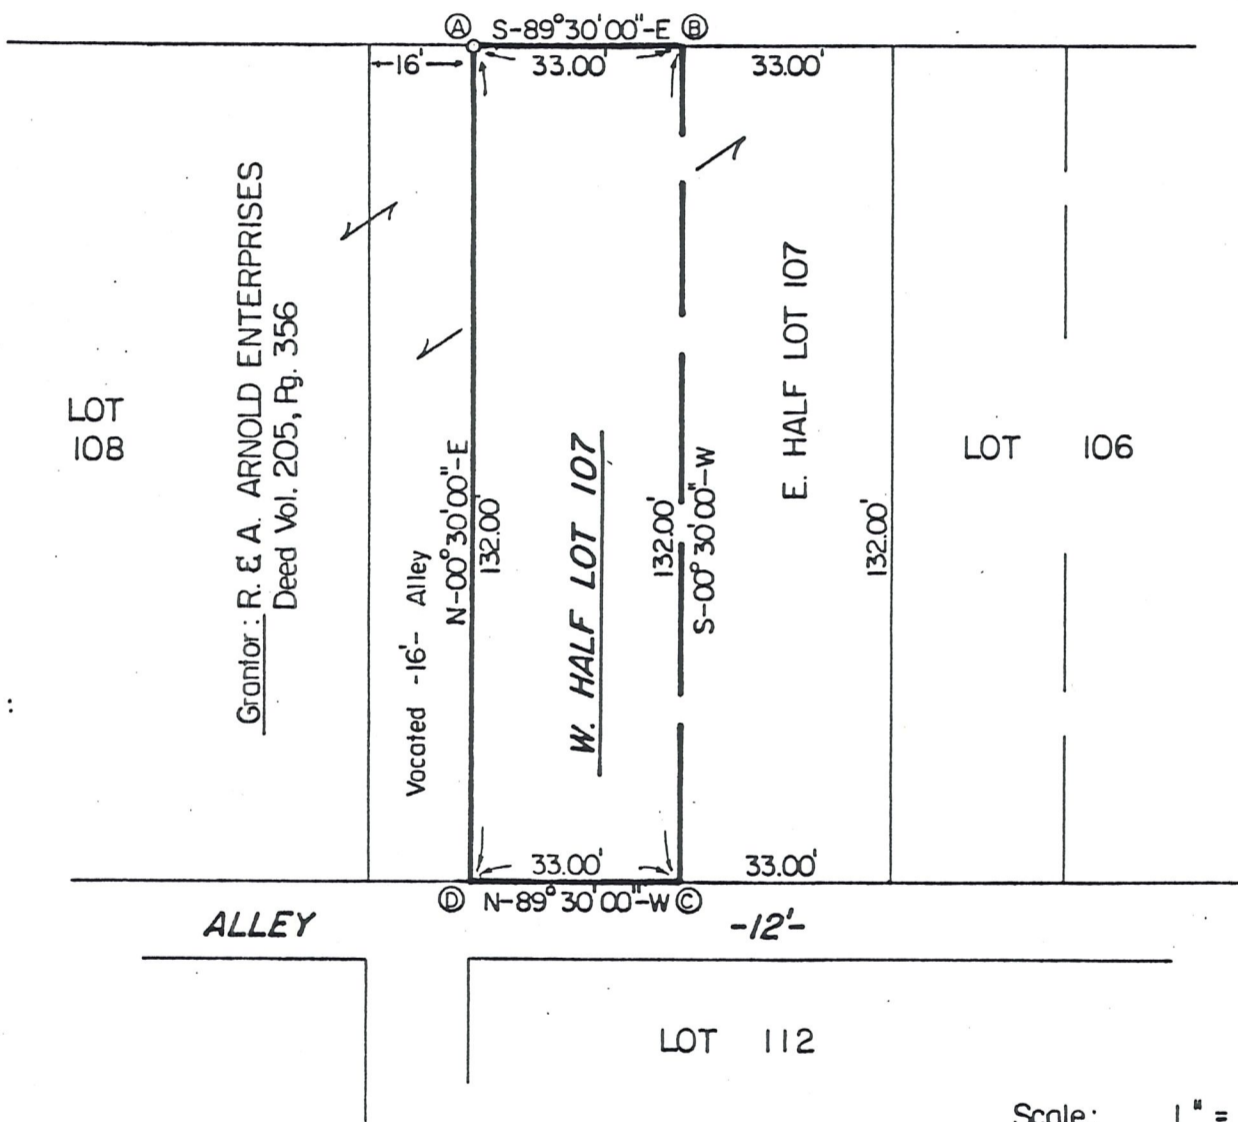 Ⓐ S-89°30'00"-E Ⓑ
16'
33.00'
33.00'
Grantor: R. & A. ARNOLD ENTERPRISES
Deed Vol. 205, Pg. 356
LOT
108
Vacated -16'- Alley
N-00°30'00"-E
132.00'
W. HALF LOT 107
132.00'
S-00°30'00"-W
E. HALF LOT 107
132.00'
LOT 106
33.00'
33.00'
Ⓓ N-89°30'00"-W Ⓒ
ALLEY
-12'-
LOT 112
Scale: 1" =